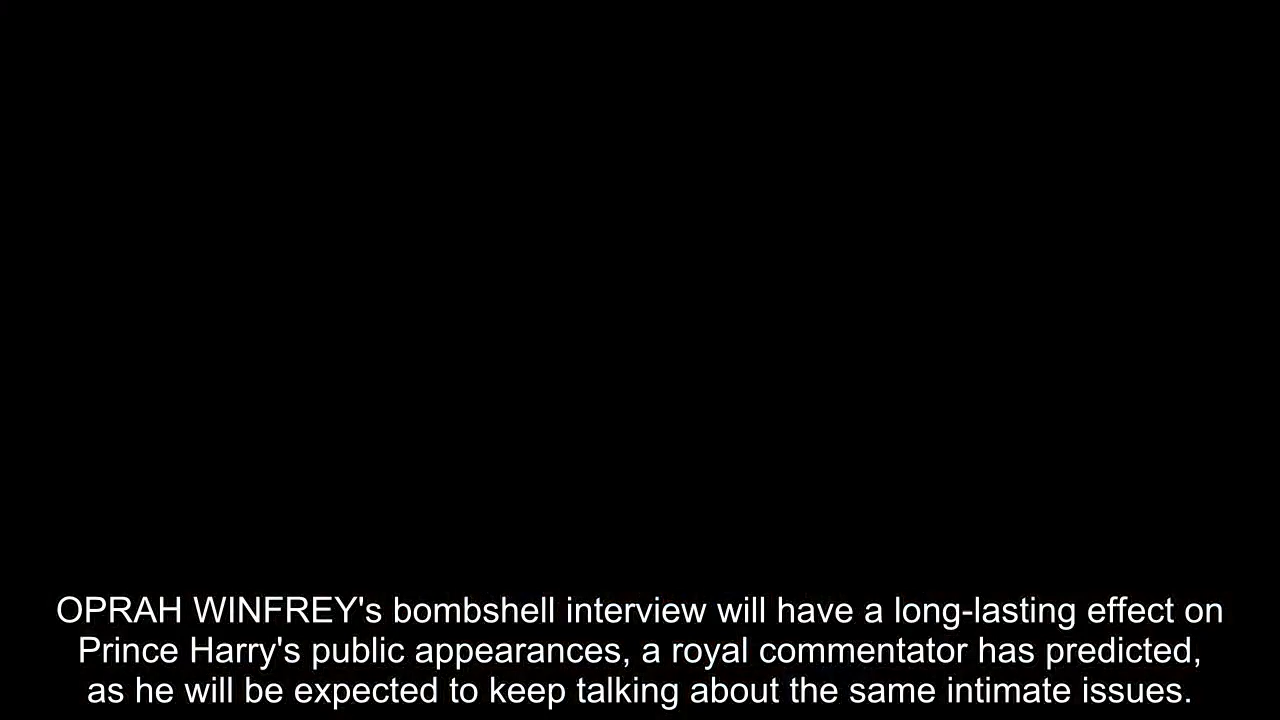 OPRAH WINFREY's bombshell interview will have a long-lasting effect on
Prince Harry's public appearances, a royal commentator has predicted,
as he will be expected to keep talking about the same intimate issues.